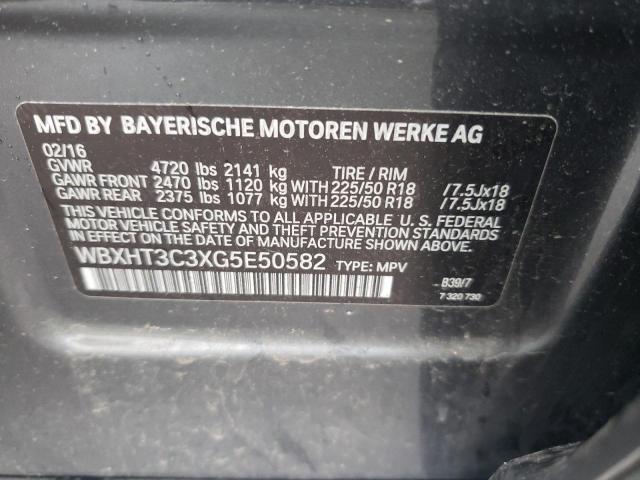 MFD BY BAYERISCHE MOTOREN WERKE AG
02/16
GVWR 4720 lbs 2141 kg TIRE / RIM
GAWR FRONT 2470 lbs 1120 kg WITH 225/50 R18 /7.5Jx18
GAWR REAR 2375 lbs 1077 kg WITH 225/50 R18 /7.5Jx18
THIS VEHICLE CONFORMS TO ALL APPLICABLE U. S. FEDERAL
MOTOR VEHICLE SAFETY, BUMPER AND THEFT PREVENTION
STANDARDS IN EFFECT ON THE DATE OF MANUFACTURE SHOWN ABOVE.
WBXHT3C3XG5E50582 TYPE: MPV
B39/7
7 320 730